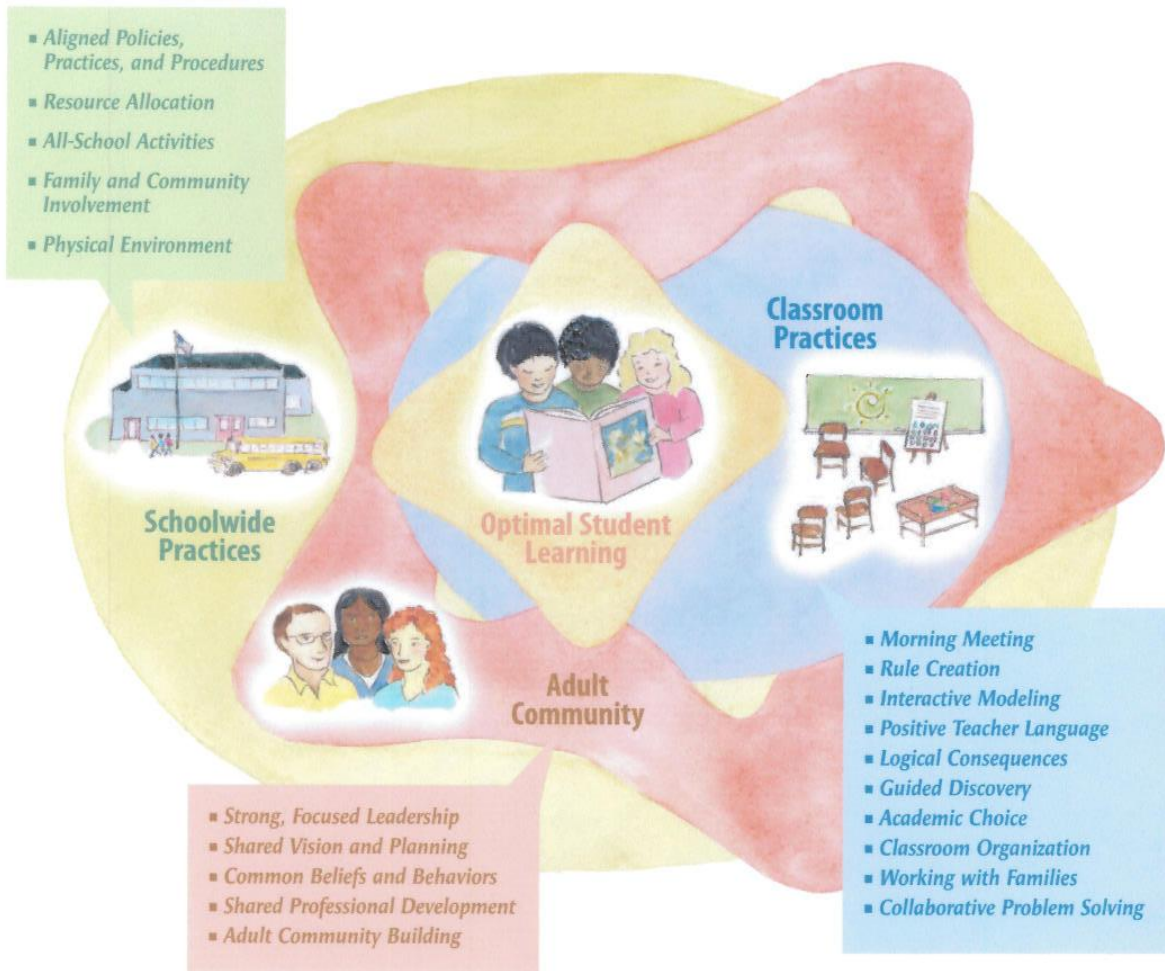 ▪ Aligned Policies,
Practices, and Procedures
▪ Resource Allocation
▪ All-School Activities
▪ Family and Community
Involvement
▪ Physical Environment
Classroom
Practices
Schoolwide
Practices
Optimal Student
Learning
Adult
Community
▪ Strong, Focused Leadership
▪ Shared Vision and Planning
▪ Common Beliefs and Behaviors
▪ Shared Professional Development
▪ Adult Community Building
▪ Morning Meeting
▪ Rule Creation
▪ Interactive Modeling
▪ Positive Teacher Language
▪ Logical Consequences
▪ Guided Discovery
▪ Academic Choice
▪ Classroom Organization
▪ Working with Families
▪ Collaborative Problem Solving